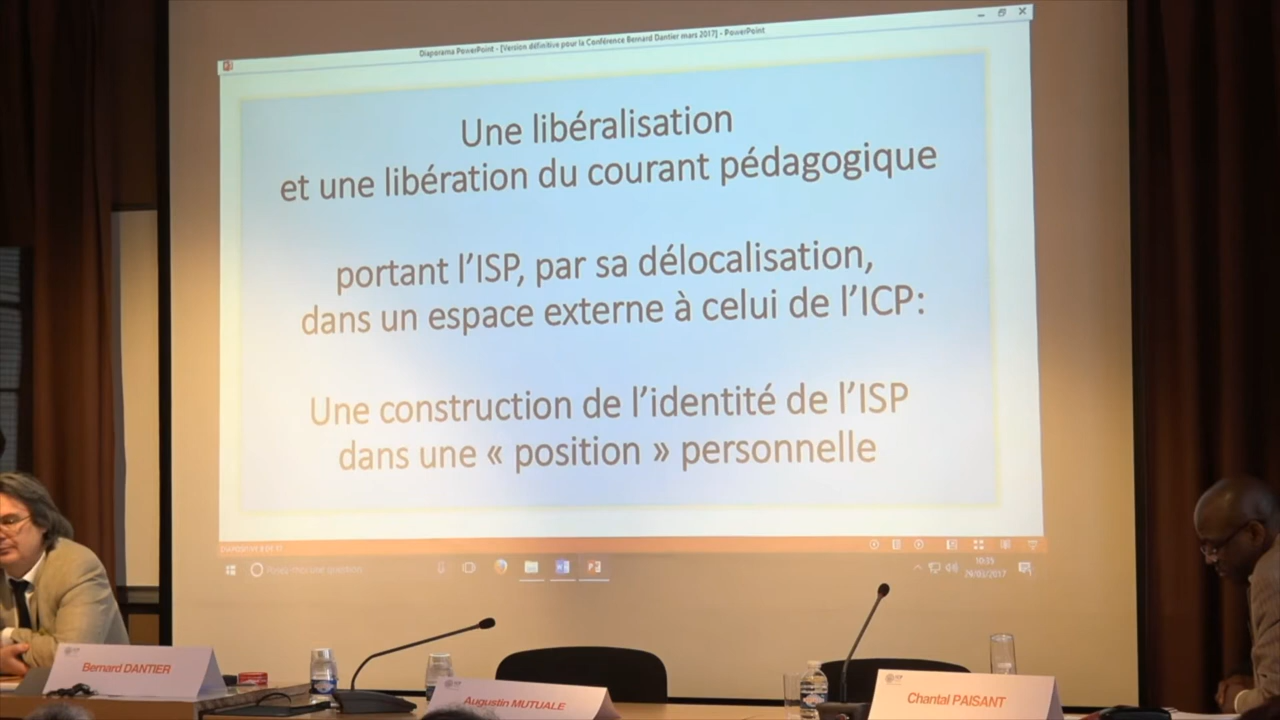 Diaporama PowerPoint - [Version définitive pour la Conférence Bernard Dantier mars 2017] - PowerPoint
Une libéralisation
et une libération du courant pédagogique
portant l’ISP, par sa délocalisation,
dans un espace externe à celui de l’ICP:
Une construction de l’identité de l’ISP
dans une « position » personnelle
10:35
Bernard DANTIER
Augustin MUTUALE
Chantal PAISANT